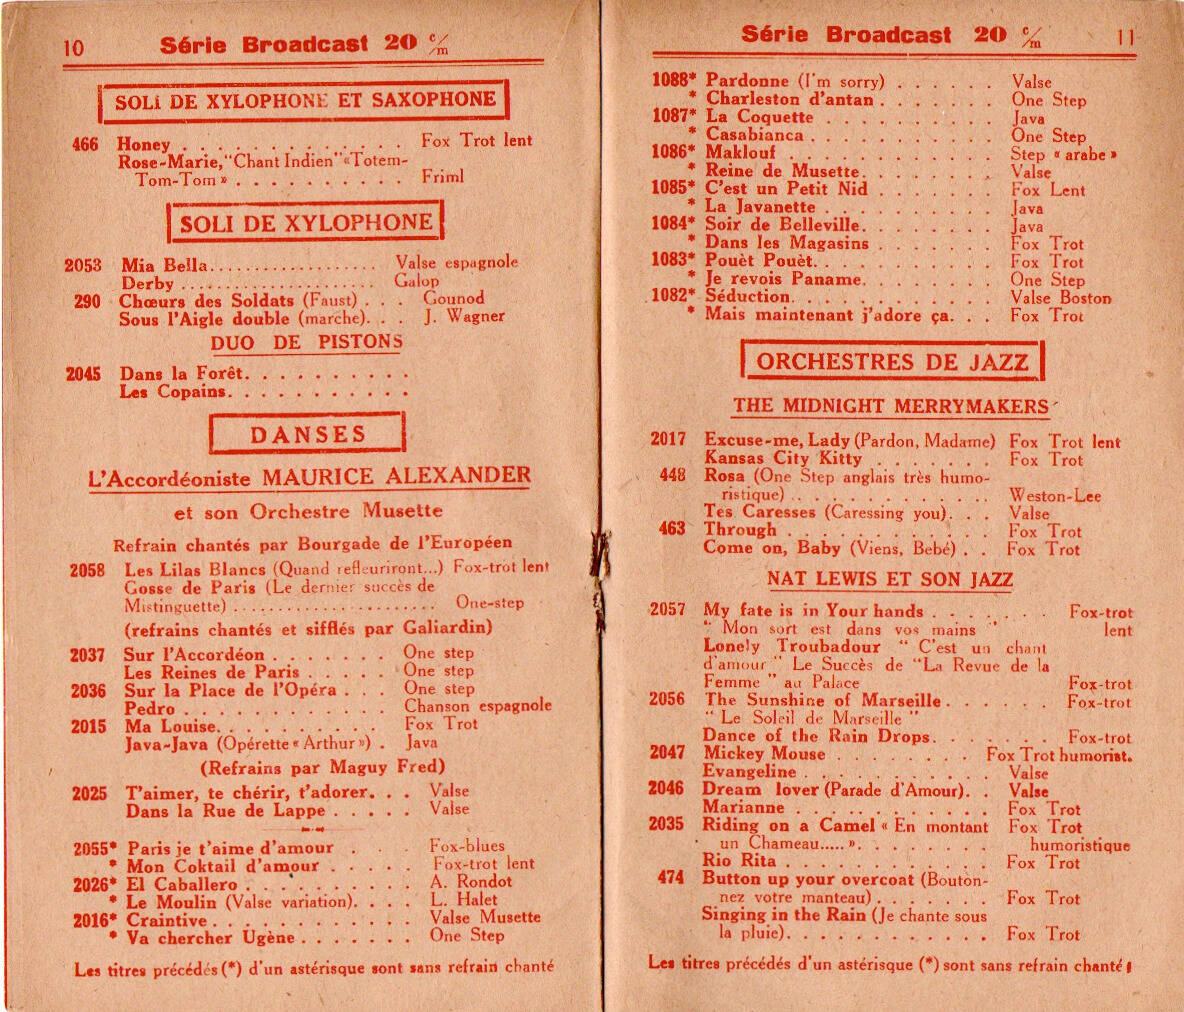 10 Série Broadcast 20 c/m
SOLI DE XYLOPHONE ET SAXOPHONE
466 Honey . . . . . . . . . . . . . Fox Trot lent
Rose-Marie,"Chant Indien" «Totem-
Tom-Tom» . . . . . . . . . . Friml
SOLI DE XYLOPHONE
2053 Mia Bella. . . . . . . . . . . . . . . . . . Valse espagnole
Derby . . . . . . . . . . . . . . . . . . . . Galop
290 Chœurs des Soldats (Faust) . . . Gounod
Sous l'Aigle double (marche). . . J. Wagner
DUO DE PISTONS
2045 Dans la Forêt. . . . . . . . . .
Les Copains. . . . . . . . . . .
DANSES
L'Accordéoniste MAURICE ALEXANDER
et son Orchestre Musette
Refrain chantés par Bourgade de l'Européen
2058 Les Lilas Blancs (Quand refleuriront...) Fox-trot lent
Gosse de Paris (Le dernier succès de
Mistinguette) . . . . . . . . . . . . . . . . . . . . . . One-step
(refrains chantés et sifflés par Galiardin)
2037 Sur l'Accordéon . . . . . . . One step
Les Reines de Paris . . . . . One step
2036 Sur la Place de l'Opéra . . . One step
Pedro . . . . . . . . . . . . Chanson espagnole
2015 Ma Louise. . . . . . . . . . Fox Trot
Java-Java (Opérette «Arthur») . Java
(Refrains par Maguy Fred)
2025 T'aimer, te chérir, t'adorer. . . Valse
Dans la Rue de Lappe . . . . . Valse
2055* Paris je t'aime d'amour . . Fox-blues
* Mon Coktail d'amour . . . . . Fox-trot lent
2026* El Caballero . . . . . . . . . . A. Rondot
* Le Moulin (Valse variation). . . . L. Halet
2016* Craintive . . . . . . . . . . . Valse Musette
* Va chercher Ugène . . . . . . . One Step
Les titres précédés (*) d'un astérisque sont sans refrain chanté
Série Broadcast 20 c/m 11
1088* Pardonne (I'm sorry) . . . . . . Valse
* Charleston d'antan . . . . . . . One Step
1087* La Coquette . . . . . . . . . . Java
* Casabianca . . . . . . . . . . . One Step
1086* Maklouf . . . . . . . . . . . . Step « arabe »
* Reine de Musette. . . . . . . . Valse
1085* C'est un Petit Nid . . . . . . . Fox Lent
* La Javanette . . . . . . . . . . Java
1084* Soir de Belleville. . . . . . . . Java
* Dans les Magasins . . . . . . . Fox Trot
1083* Pouèt Pouèt. . . . . . . . . . . Fox Trot
* Je revois Paname. . . . . . . . One Step
1082* Séduction. . . . . . . . . . . . Valse Boston
* Mais maintenant j'adore ça. . . Fox Trot
ORCHESTRES DE JAZZ
THE MIDNIGHT MERRYMAKERS
2017 Excuse-me, Lady (Pardon, Madame) Fox Trot lent
Kansas City Kitty . . . . . . . Fox Trot
448 Rosa (One Step anglais très humo-
ristique) . . . . . . . . . . . . . Weston-Lee
Tes Caresses (Caressing you). . . Valse
463 Through . . . . . . . . . . . . Fox Trot
Come on, Baby (Viens, Bebé) . . Fox Trot
NAT LEWIS ET SON JAZZ
2057 My fate is in Your hands . . . . . . Fox-trot
" Mon sort est dans vos mains " lent
Lonely Troubadour " C'est un chant
d'amour " Le Succès de "La Revue de la
Femme " au Palace Fox-trot
2056 The Sunshine of Marseille . . . . . . Fox-trot
" Le Soleil de Marseille "
Dance of the Rain Drops. . . . . . . Fox-trot
2047 Mickey Mouse . . . . . . . . . Fox Trot humorist.
Evangeline . . . . . . . . . . . Valse
2046 Dream lover (Parade d'Amour). . Valse
Marianne . . . . . . . . . . . . Fox Trot
2035 Riding on a Camel « En montant Fox Trot
un Chameau..... ». . . . . . . . humoristique
Rio Rita . . . . . . . . . . . . Fox Trot
474 Button up your overcoat (Bouton-
nez votre manteau) . . . . . . . Fox Trot
Singing in the Rain (Je chante sous
la pluie). . . . . . . . . . . . Fox Trot
Les titres précédés d'un astérisque (*) sont sans refrain chanté